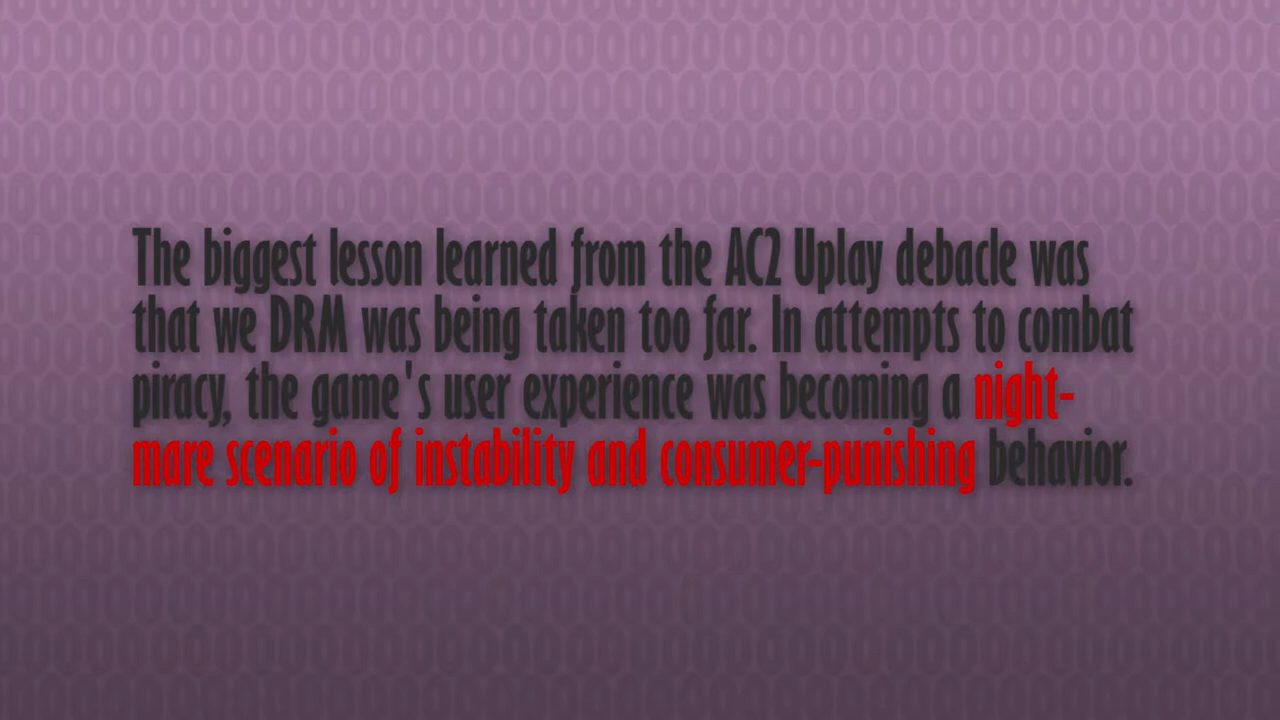 The biggest lesson learned from the AC2 Uplay debacle was
that we DRM was being taken too far. In attempts to combat
piracy, the game's user experience was becoming a night-
mare scenario of instability and consumer-punishing behavior.